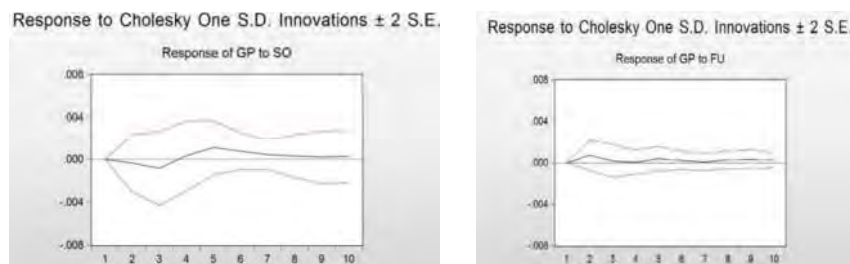 Response to Cholesky One S.D. Innovations ± 2 S.E.
Response of GP to SO
.008
.004
.000
-.004
-.008
1 2 3 4 5 6 7 8 9 10
Response to Cholesky One S.D. Innovations ± 2 S.E.
Response of GP to FU
.008
.004
.000
-.004
-.008
1 2 3 4 5 6 7 8 9 10